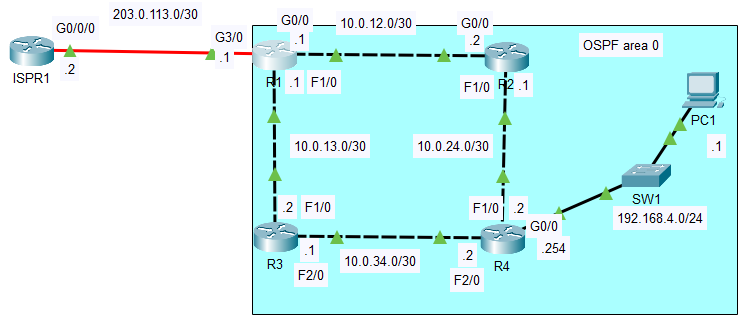 203.0.113.0/30
G0/0/0
.2
ISPR1
G3/0
.1
G0/0
.1
10.0.12.0/30
G0/0
.2
OSPF area 0
R1
.1
F1/0
F1/0
R2
.1
PC1
.1
10.0.13.0/30
10.0.24.0/30
SW1
192.168.4.0/24
.2
F1/0
F1/0
.2
G0/0
.254
R3
.1
F2/0
10.0.34.0/30
.2
F2/0
R4